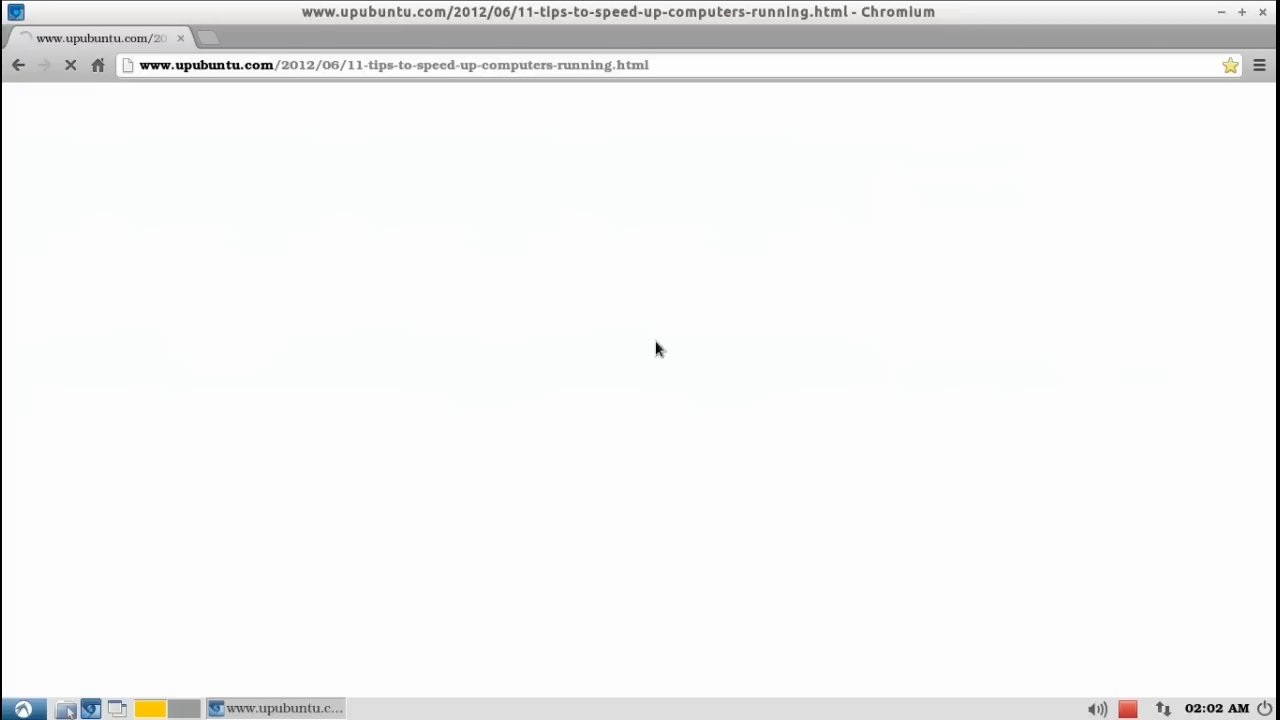 www.upubuntu.com/2012/06/11-tips-to-speed-up-computers-running.html - Chromium
www.upubuntu.com/20
www.upubuntu.com/2012/06/11-tips-to-speed-up-computers-running.html
www.upubuntu.c...
02:02 AM